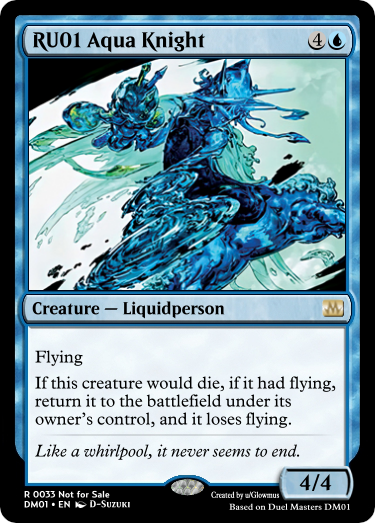 RU01 Aqua Knight 4
Creature — Liquidperson
Flying
If this creature would die, if it had flying,
return it to the battlefield under its
owner's control, and it loses flying.
Like a whirlpool, it never seems to end.
4/4
R 0033 Not for Sale
DM01 • EN D-Suzuki
Created by u/Glowmus
Based on Duel Masters DM01